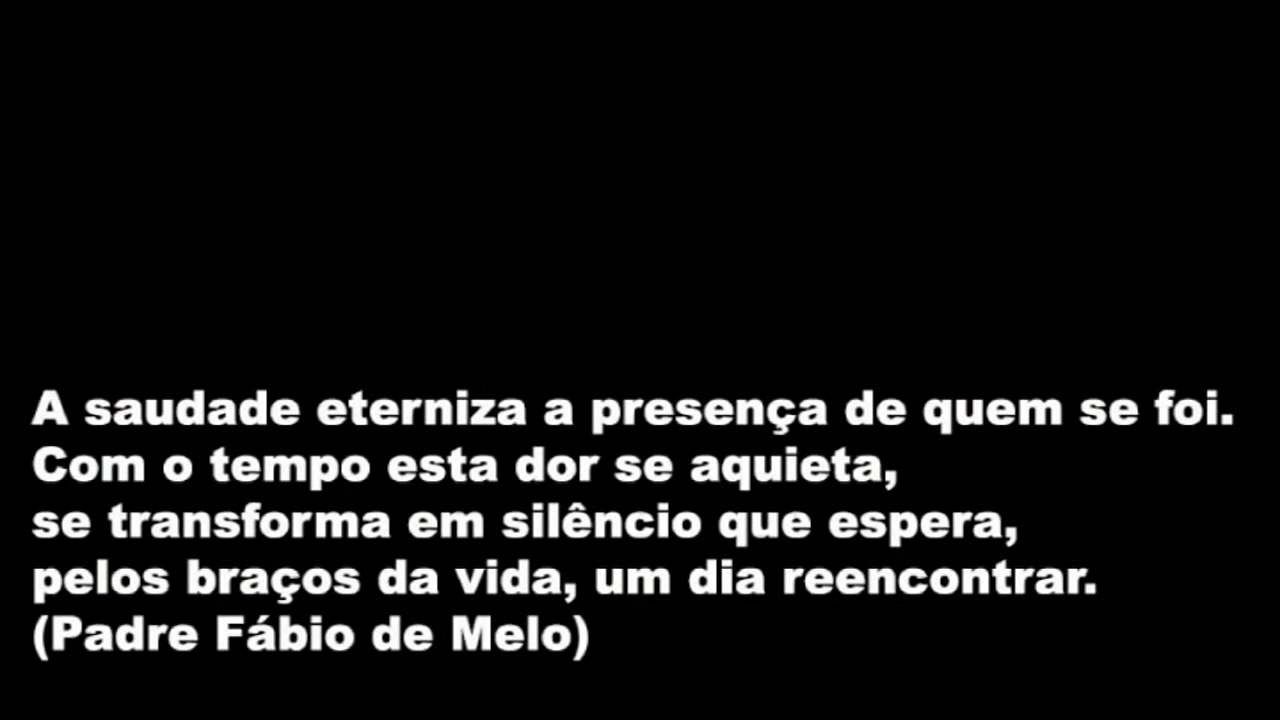 A saudade eterniza a presença de quem se foi.
Com o tempo esta dor se aquieta,
se transforma em silêncio que espera,
pelos braços da vida, um dia reencontrar.
(Padre Fábio de Melo)